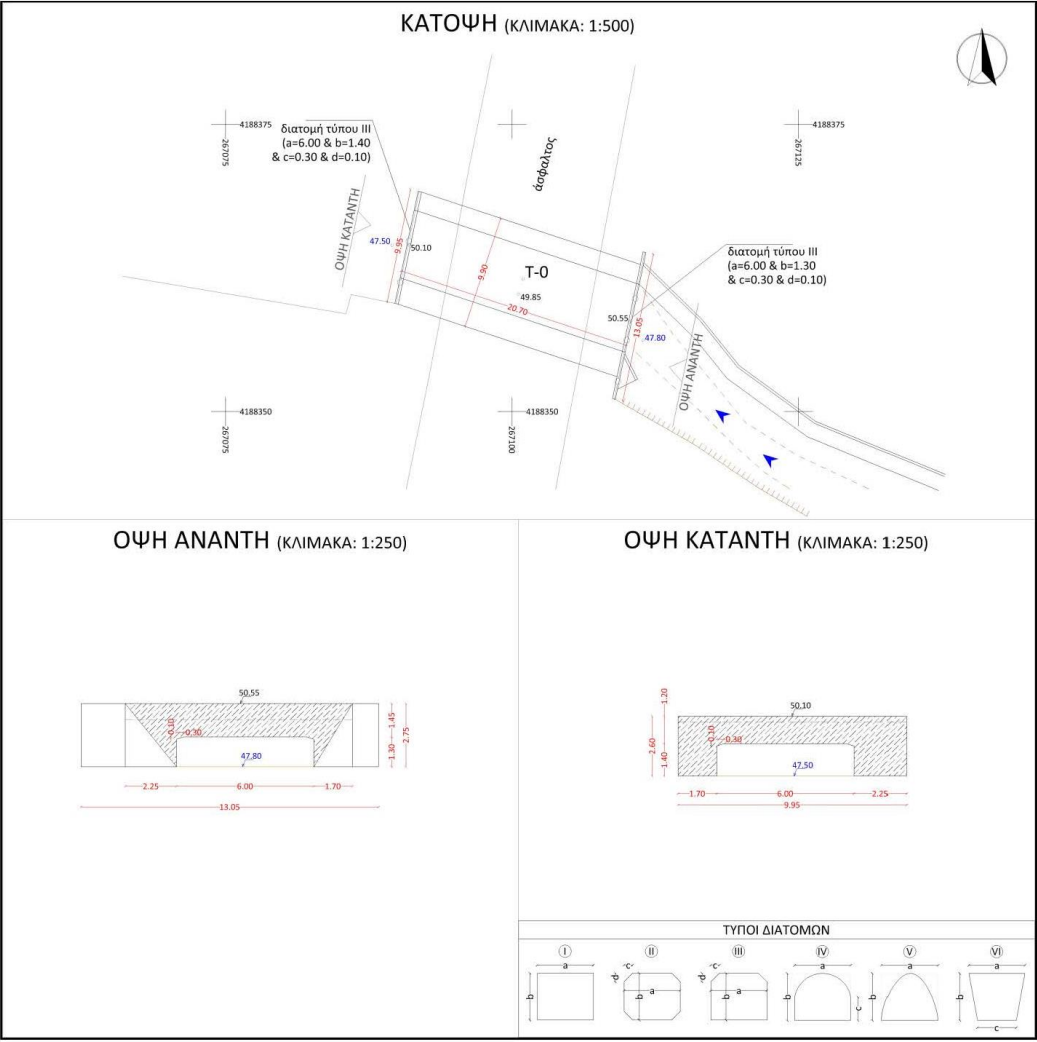 ΚΑΤΟΨΗ (ΚΛΙΜΑΚΑ: 1:500)
4188375
267075
διατομή τύπου III
(a=6.00 & b=1.40
& c=0.30 & d=0.10)
άσφαλτος
4188375
267125
ΟΨΗ ΚΑΤΑΝΤΗ
47.50
9.95
50.10
9.90
T-0
49.85
20.70
διατομή τύπου III
(a=6.00 & b=1.30
& c=0.30 & d=0.10)
50.55
13.05
47.80
ΟΨΗ ΑΝΑΝΤΗ
4188350
267075
4188350
267100
ΟΨΗ ΑΝΑΝΤΗ (ΚΛΙΜΑΚΑ: 1:250)
50.55
0.10
0.30
1.45
2.75
1.30
47.80
2.25
6.00
1.70
13.05
ΟΨΗ ΚΑΤΑΝΤΗ (ΚΛΙΜΑΚΑ: 1:250)
1.20
50.10
0.10
0.30
2.60
1.40
47.50
1.70
6.00
2.25
9.95
ΤΥΠΟΙ ΔΙΑΤΟΜΩΝ
I
II
III
IV
V
VI
a
b
c
d
b
a
c
d
b
a
a
b
c
a
b
a
b
c